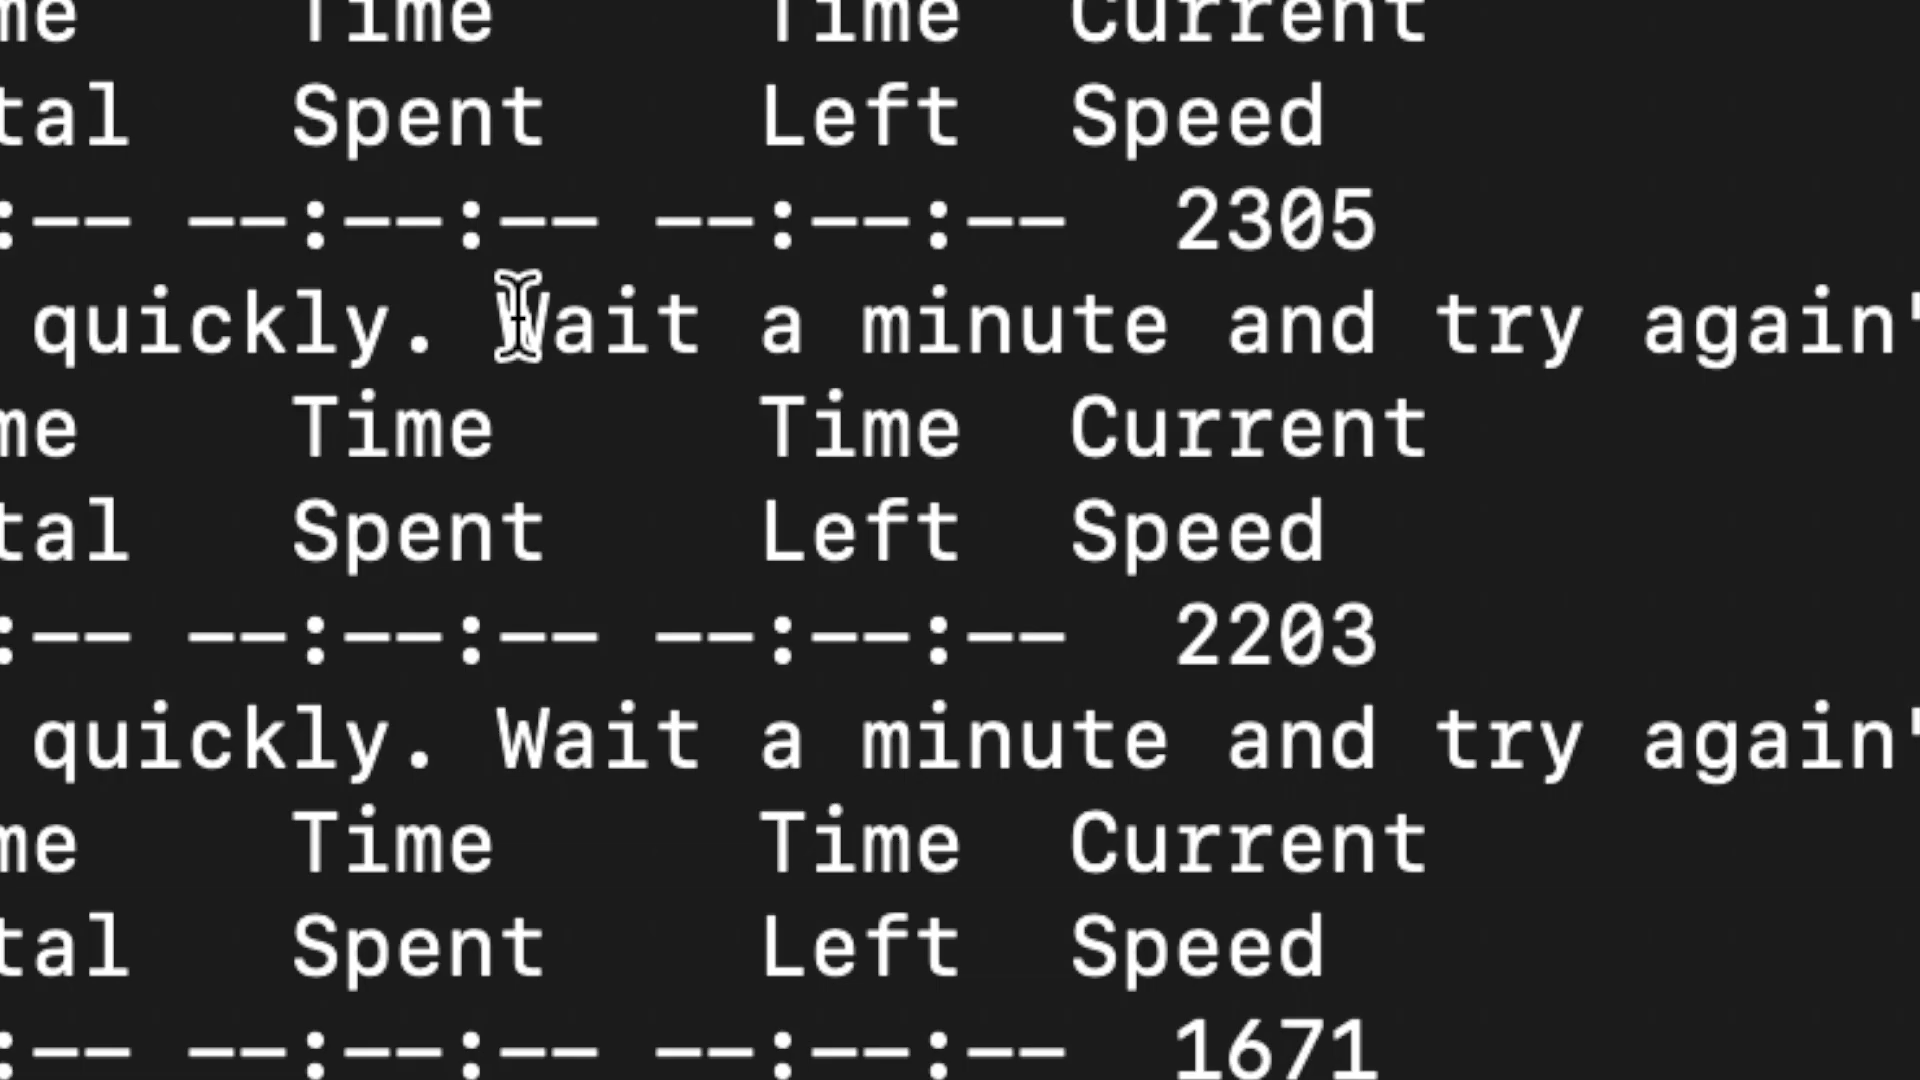 me Time Time Current
tal Spent Left Speed
:-- --:--:-- --:--:-- 2305
quickly. Wait a minute and try again'
me Time Time Current
tal Spent Left Speed
:-- --:--:-- --:--:-- 2203
quickly. Wait a minute and try again'
me Time Time Current
tal Spent Left Speed
:-- --:--:-- --:--:-- 1671